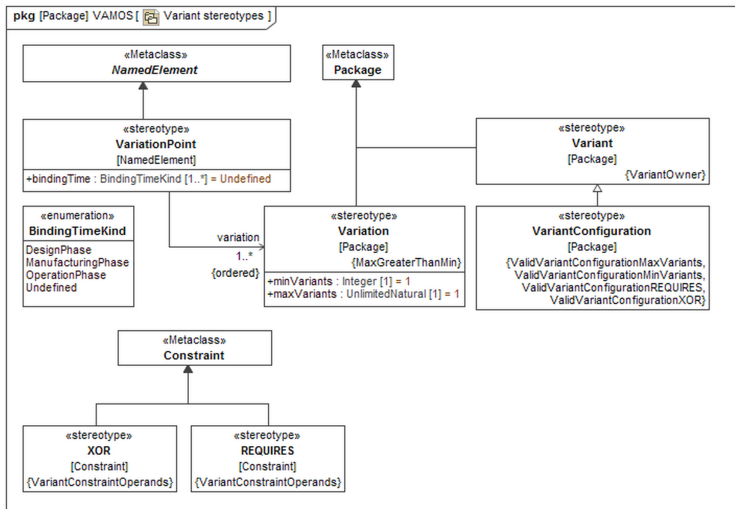 pkg [Package] VAMOS [ Variant stereotypes ]
«Metaclass»
NamedElement
«Metaclass»
Package
«stereotype»
VariationPoint
[NamedElement]
+bindingTime : BindingTimeKind [1..*] = Undefined
«stereotype»
Variant
[Package]
{VariantOwner}
«enumeration»
BindingTimeKind
DesignPhase
ManufacturingPhase
OperationPhase
Undefined
variation
1..*
{ordered}
«stereotype»
Variation
[Package]
{MaxGreaterThanMin}
+minVariants : Integer [1] = 1
+maxVariants : UnlimitedNatural [1] = 1
«stereotype»
VariantConfiguration
[Package]
{ValidVariantConfigurationMaxVariants,
ValidVariantConfigurationMinVariants,
ValidVariantConfigurationREQUIRES,
ValidVariantConfigurationXOR}
«Metaclass»
Constraint
«stereotype»
XOR
[Constraint]
{VariantConstraintOperands}
«stereotype»
REQUIRES
[Constraint]
{VariantConstraintOperands}